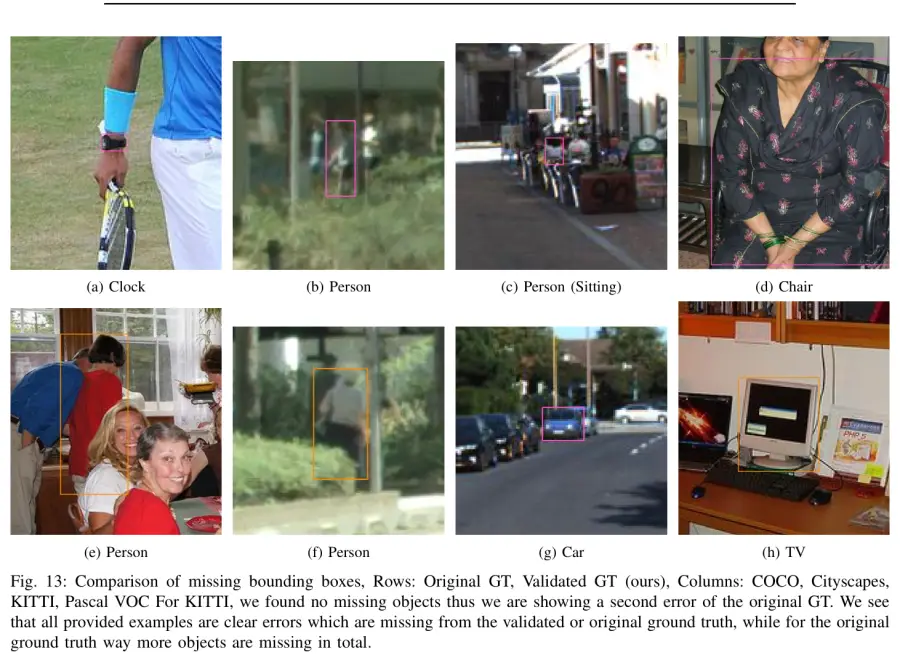 (a) Clock
(b) Person
(c) Person (Sitting)
(d) Chair
(e) Person
(f) Person
(g) Car
(h) TV
PHP 5
Fig. 13: Comparison of missing bounding boxes, Rows: Original GT, Validated GT (ours), Columns: COCO, Cityscapes,
KITTI, Pascal VOC For KITTI, we found no missing objects thus we are showing a second error of the original GT. We see
that all provided examples are clear errors which are missing from the validated or original ground truth, while for the original
ground truth way more objects are missing in total.